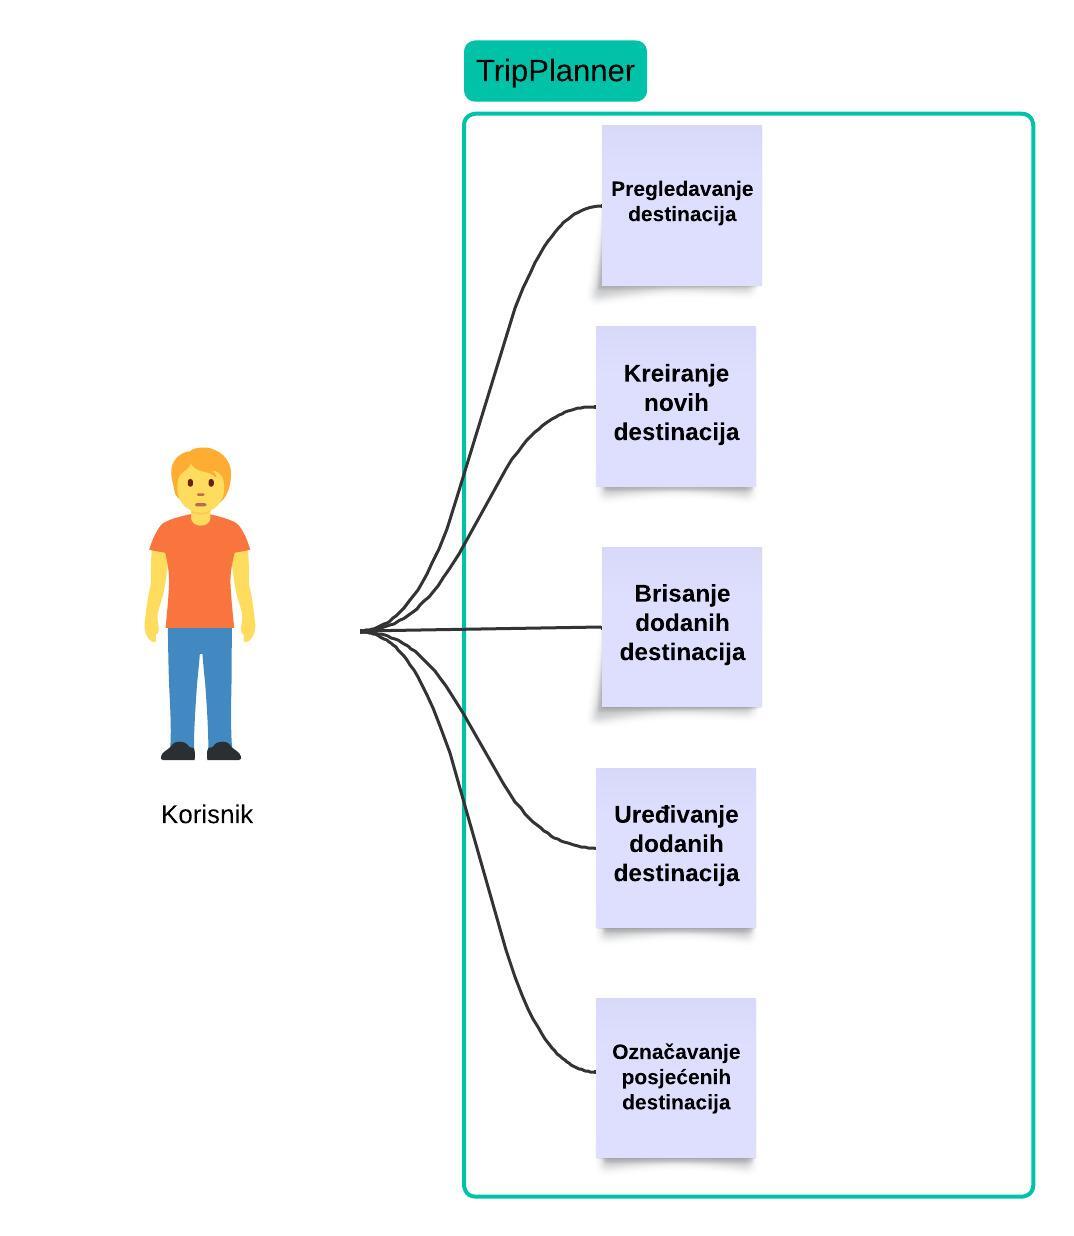 TripPlanner
Pregledavanje
destinacija
Kreiranje
novih
destinacija
Brisanje
dodanih
destinacija
Uređivanje
dodanih
destinacija
Označavanje
posjećenih
destinacija
Korisnik